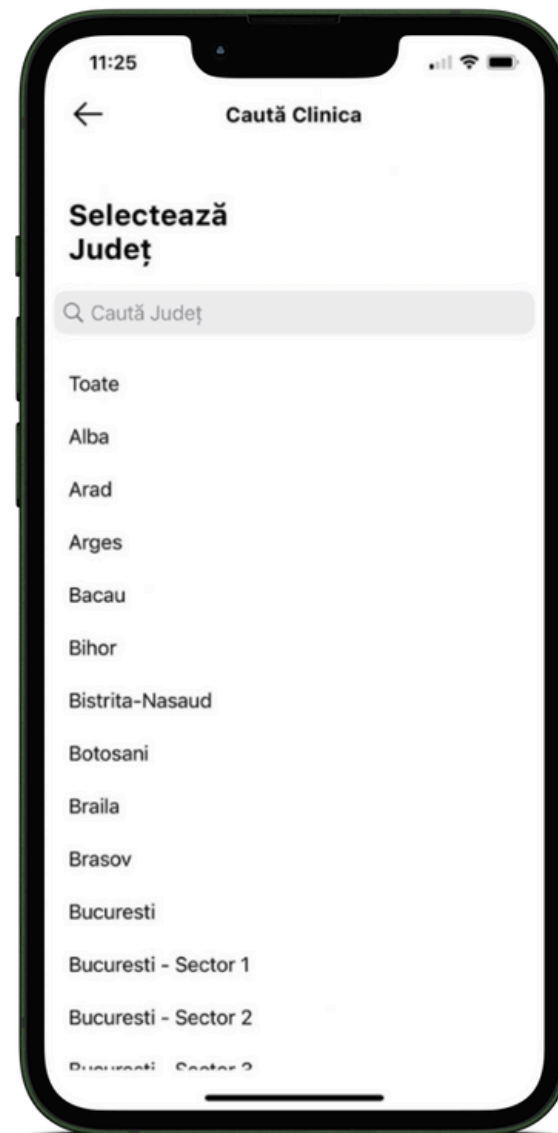 11:25
Caută Clinica
Selectează
Județ
Caută Județ
Toate
Alba
Arad
Arges
Bacau
Bihor
Bistrita-Nasaud
Botosani
Braila
Brasov
Bucuresti
Bucuresti - Sector 1
Bucuresti - Sector 2